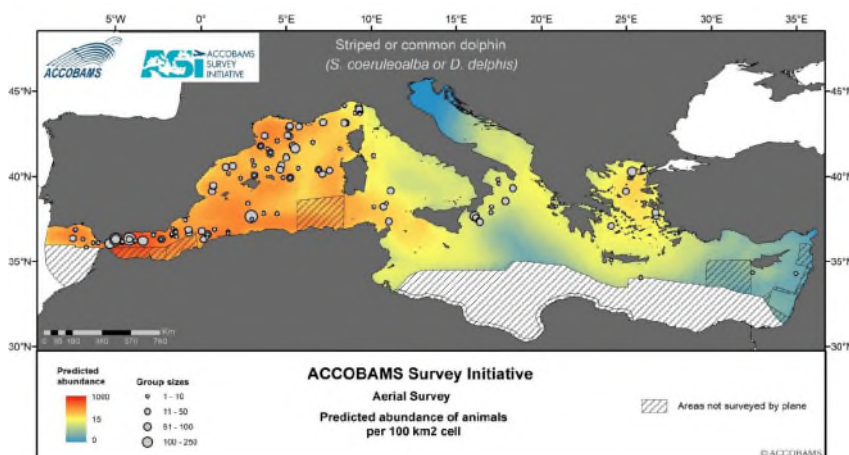 5°W 0° 5°E 10°E 15°E 20°E 25°E 30°E 35°E
ACCOBAMS
ASI
ACCOBAMS
SURVEY
INITIATIVE
Striped or common dolphin
(S. coeruleoalba or D. delphis)
45°N 45°N
40°N 40°N
35°N 35°N
30°N 30°N
Km
ACCOBAMS Survey Initiative
Aerial Survey
Predicted abundance of animals
per 100 km2 cell
Predicted
abundance
15
0
Group sizes
1 - 10
11 - 50
51 - 100
100 - 250
Areas not surveyed by plane
© ACCOBAMS